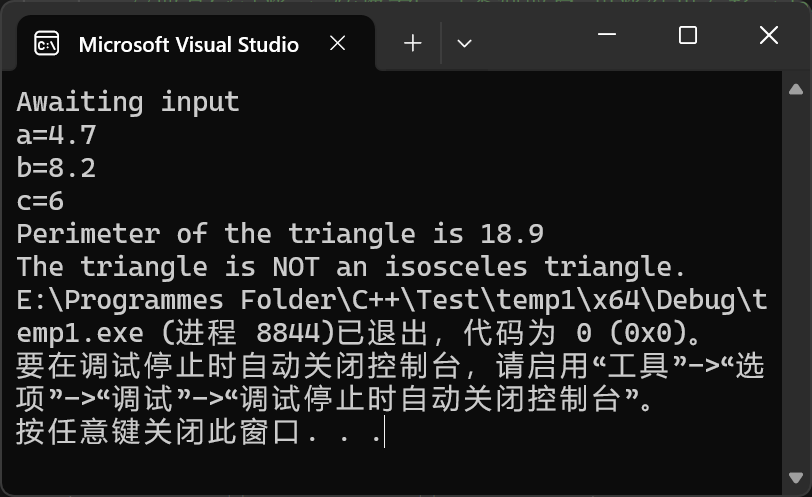 Microsoft Visual Studio
Awaiting input
a=4.7
b=8.2
c=6
Perimeter of the triangle is 18.9
The triangle is NOT an isosceles triangle.
E:\Programmes Folder\C++\Test\temp1\x64\Debug\t
emp1.exe (进程 8844)已退出，代码为 0 (0x0)。
要在调试停止时自动关闭控制台，请启用“工具”->“选
项”->“调试”->“调试停止时自动关闭控制台”。
按任意键关闭此窗口. . .